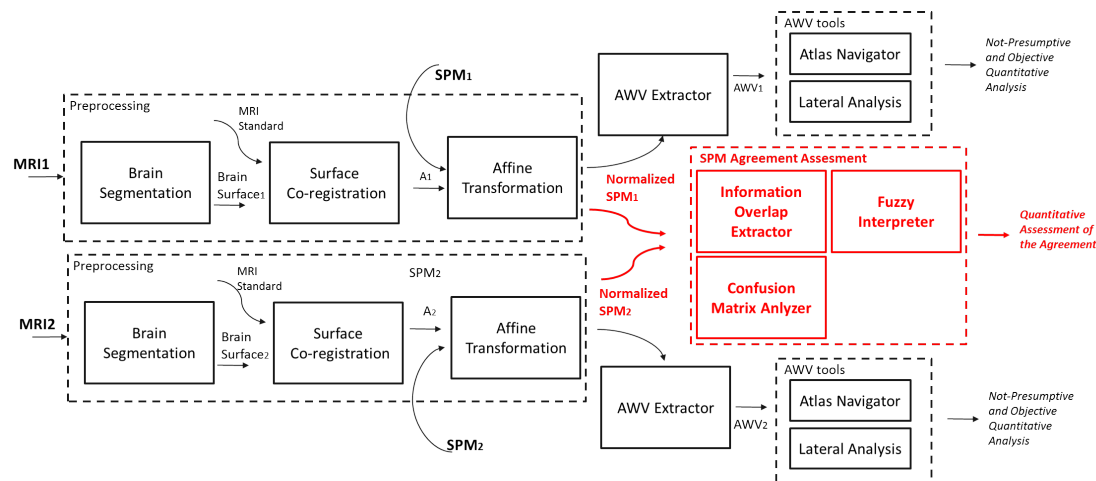 AWV tools
Atlas Navigator
Lateral Analysis
Not-Presumptive
and Objective
Quantitative
Analysis
SPM1
AWV Extractor
AWV1
Preprocessing
MRI
Standard
MRI1
Brain
Segmentation
Brain
Surface1
Surface
Co-registration
A1
Affine
Transformation
Normalized
SPM1
SPM Agreement Assesment
Information
Overlap
Extractor
Fuzzy
Interpreter
Confusion
Matrix Anlyzer
Quantitative
Assessment of
the Agreement
Preprocessing
MRI
Standard
SPM2
MRI2
Brain
Segmentation
Brain
Surface2
Surface
Co-registration
A2
Affine
Transformation
Normalized
SPM2
SPM2
AWV Extractor
AWV2
AWV tools
Atlas Navigator
Lateral Analysis
Not-Presumptive
and Objective
Quantitative
Analysis